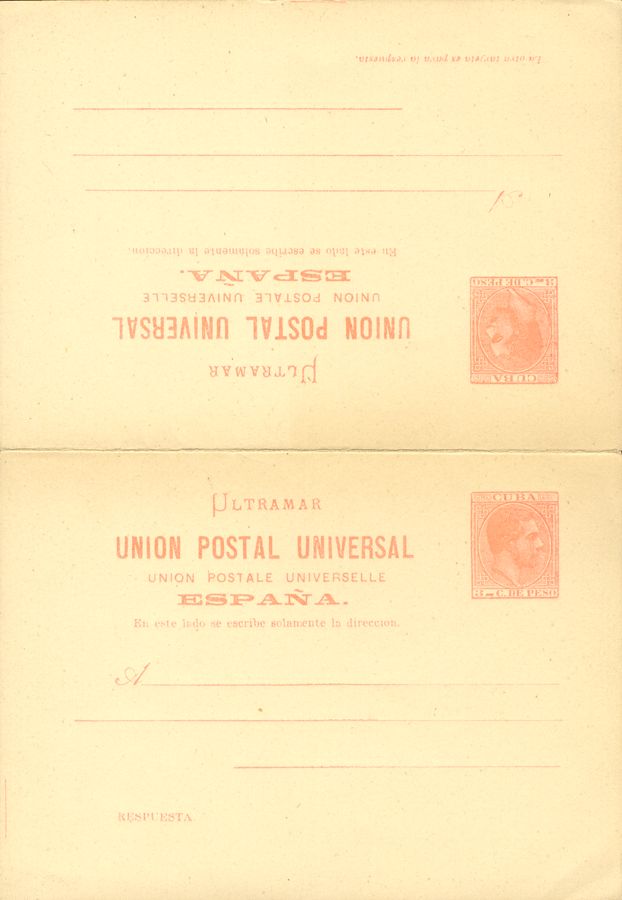 La otra tarjeta es para la respuesta.
A
En este lado se escribe solamente la direccion.
ESPAÑA.
UNION POSTALE UNIVERSELLE
UNION POSTAL UNIVERSAL
ULTRAMAR
3 C. DE PESO
CUBA
ULTRAMAR
CUBA
UNION POSTAL UNIVERSAL
UNION POSTALE UNIVERSELLE
ESPAÑA.
3 C. DE PESO
En este lado se escribe solamente la direccion.
A
RESPUESTA.